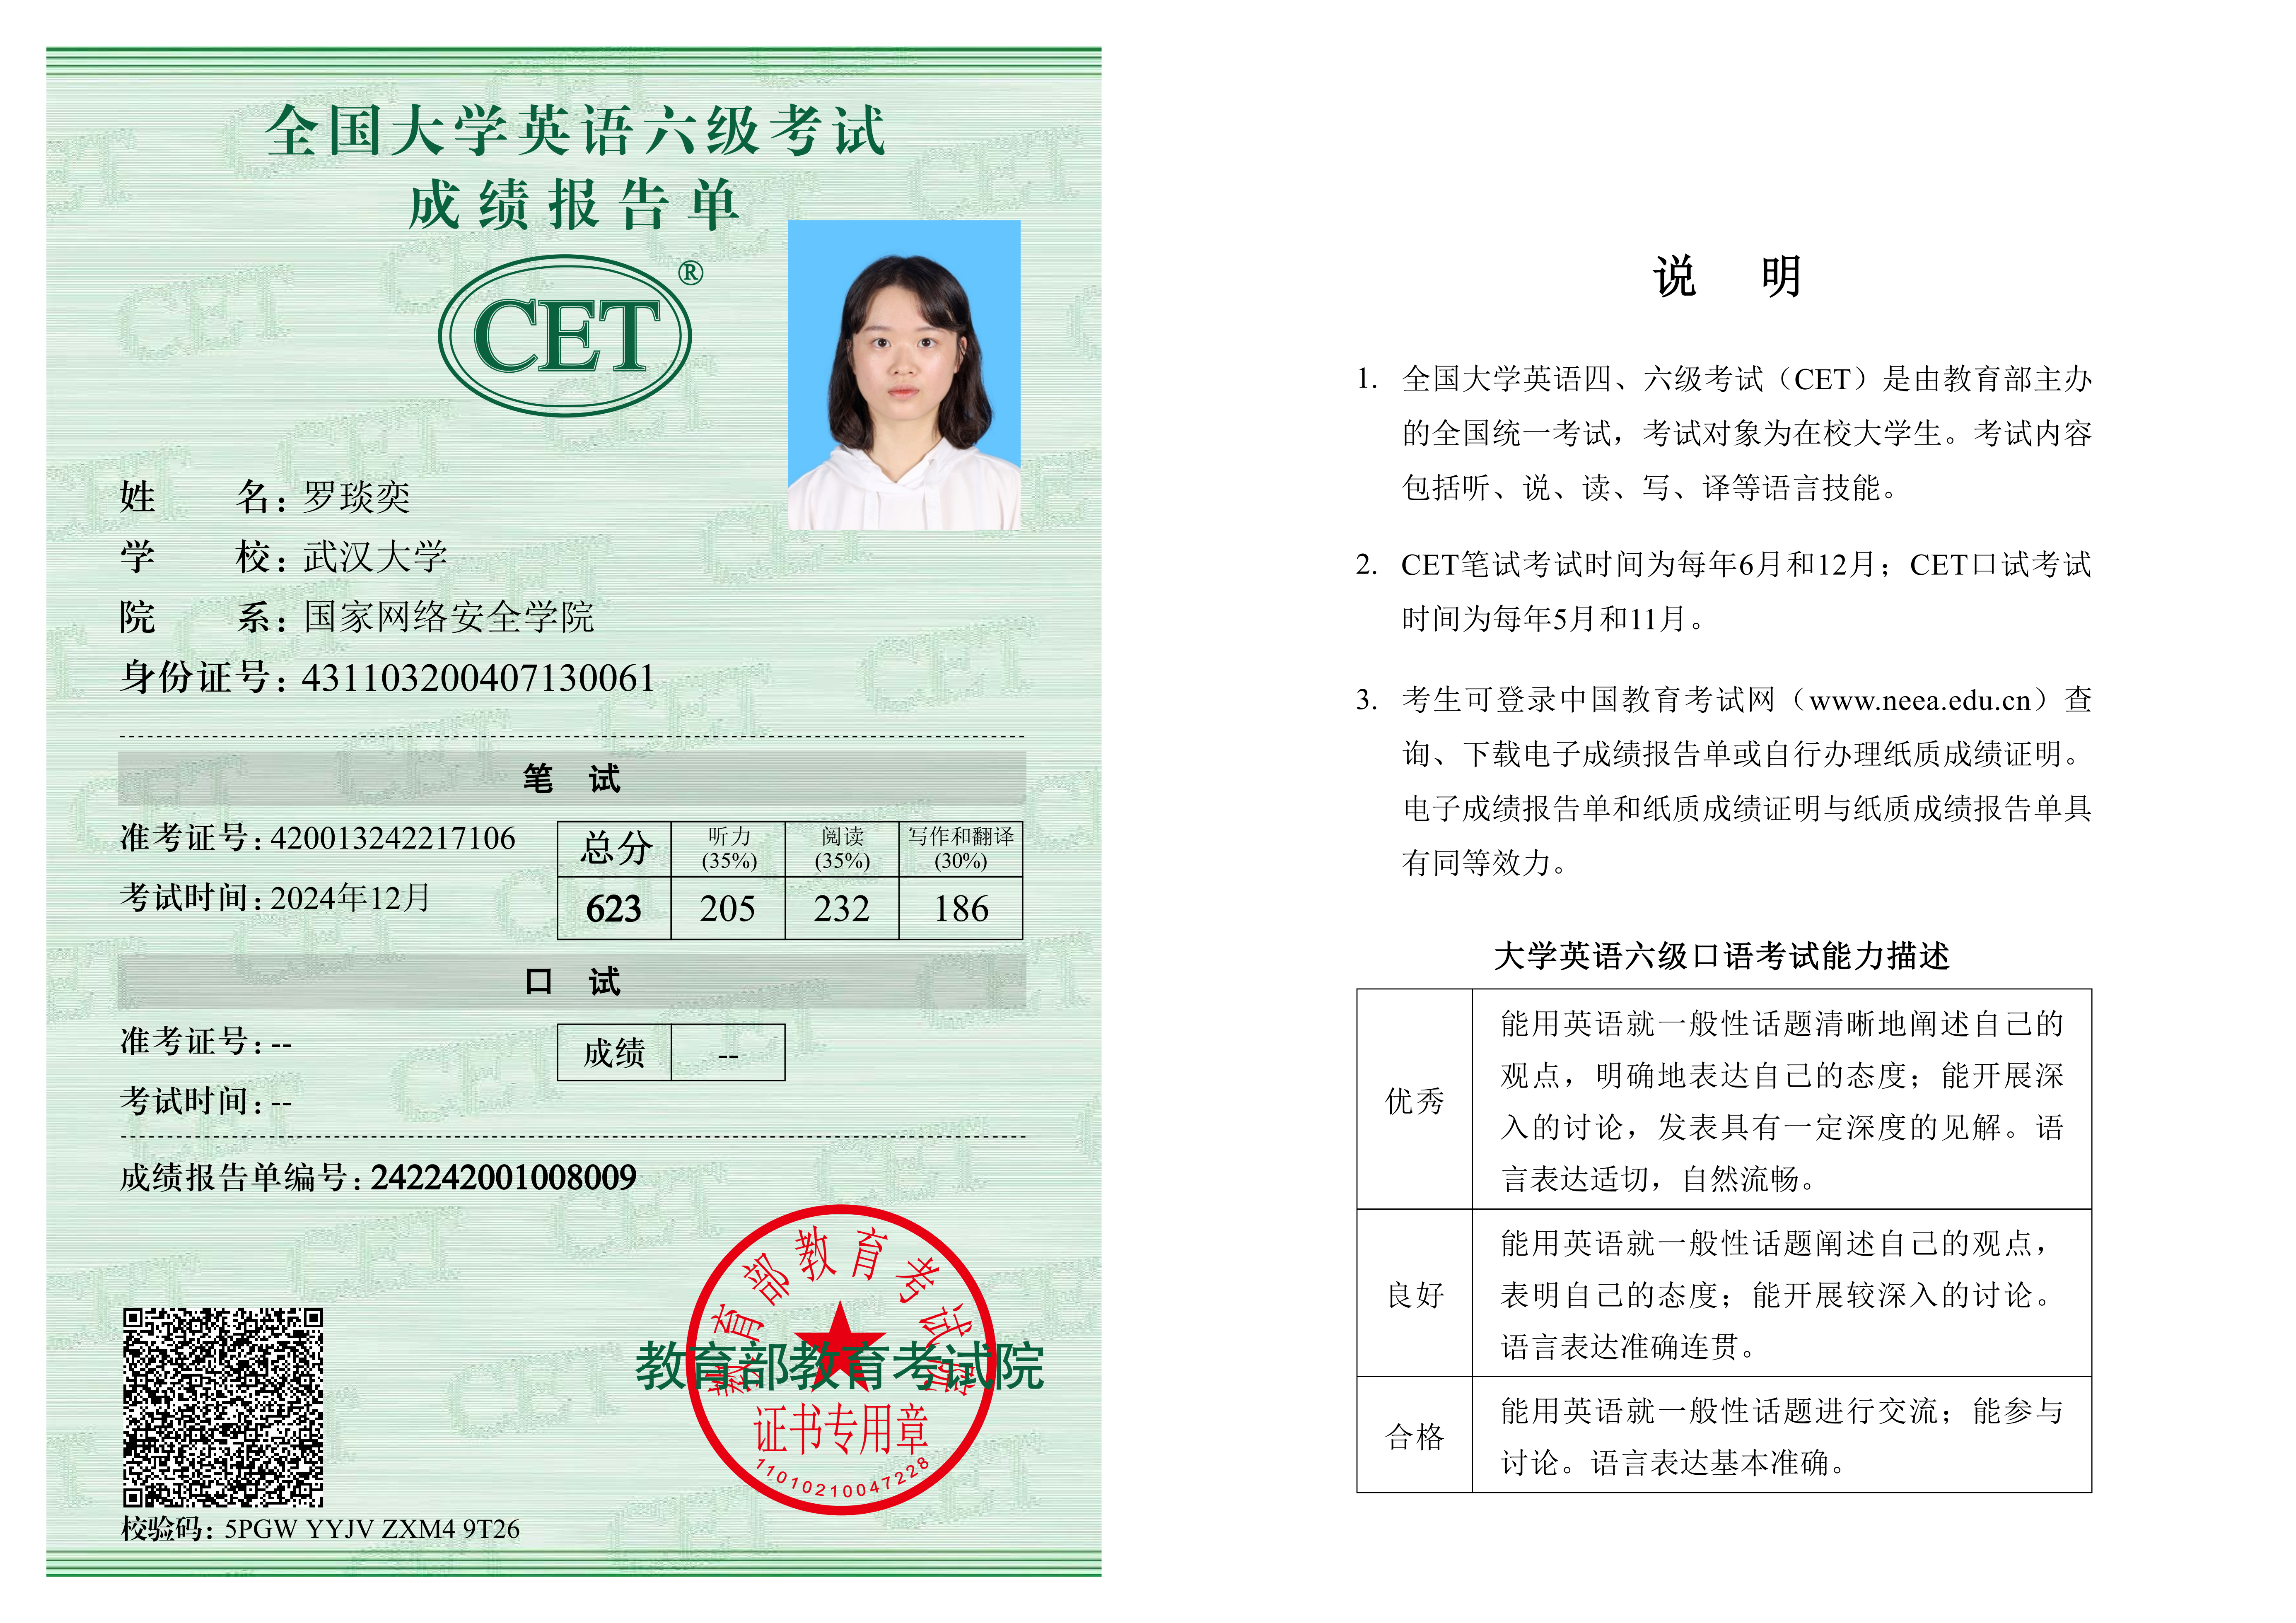 全国大学英语六级考试
成绩报告单
CET®
姓 名：罗琰奕
学 校：武汉大学
院 系：国家网络安全学院
身份证号：431103200407130061
笔 试
准考证号：420013242217106
考试时间：2024年12月
总分 听力(35%) 阅读(35%) 写作和翻译(30%)
623 205 232 186
口 试
准考证号：--
考试时间：--
成绩 --
成绩报告单编号：242242001008009
教育部教育考试院
教育部教育考试院
证书专用章
11010210047228
校验码：5PGW YYJV ZXM4 9T26
说 明
1. 全国大学英语四、六级考试（CET）是由教育部主办
的全国统一考试，考试对象为在校大学生。考试内容
包括听、说、读、写、译等语言技能。
2. CET笔试考试时间为每年6月和12月；CET口试考试
时间为每年5月和11月。
3. 考生可登录中国教育考试网（www.neea.edu.cn）查
询、下载电子成绩报告单或自行办理纸质成绩证明。
电子成绩报告单和纸质成绩证明与纸质成绩报告单具
有同等效力。
大学英语六级口语考试能力描述
优秀
能用英语就一般性话题清晰地阐述自己的
观点，明确地表达自己的态度；能开展深
入的讨论，发表具有一定深度的见解。语
言表达适切，自然流畅。
良好
能用英语就一般性话题阐述自己的观点，
表明自己的态度；能开展较深入的讨论。
语言表达准确连贯。
合格
能用英语就一般性话题进行交流；能参与
讨论。语言表达基本准确。